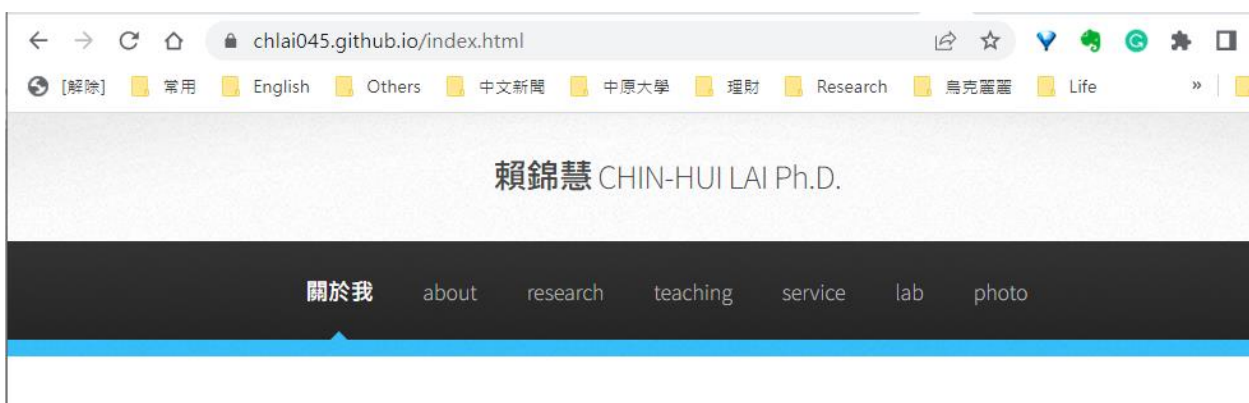 chlai045.github.io/index.html
[解除] 常用 English Others 中文新聞 中原大學 理財 Research 烏克麗麗 Life »
賴錦慧 CHIN-HUI LAI Ph.D.
關於我 about research teaching service lab photo